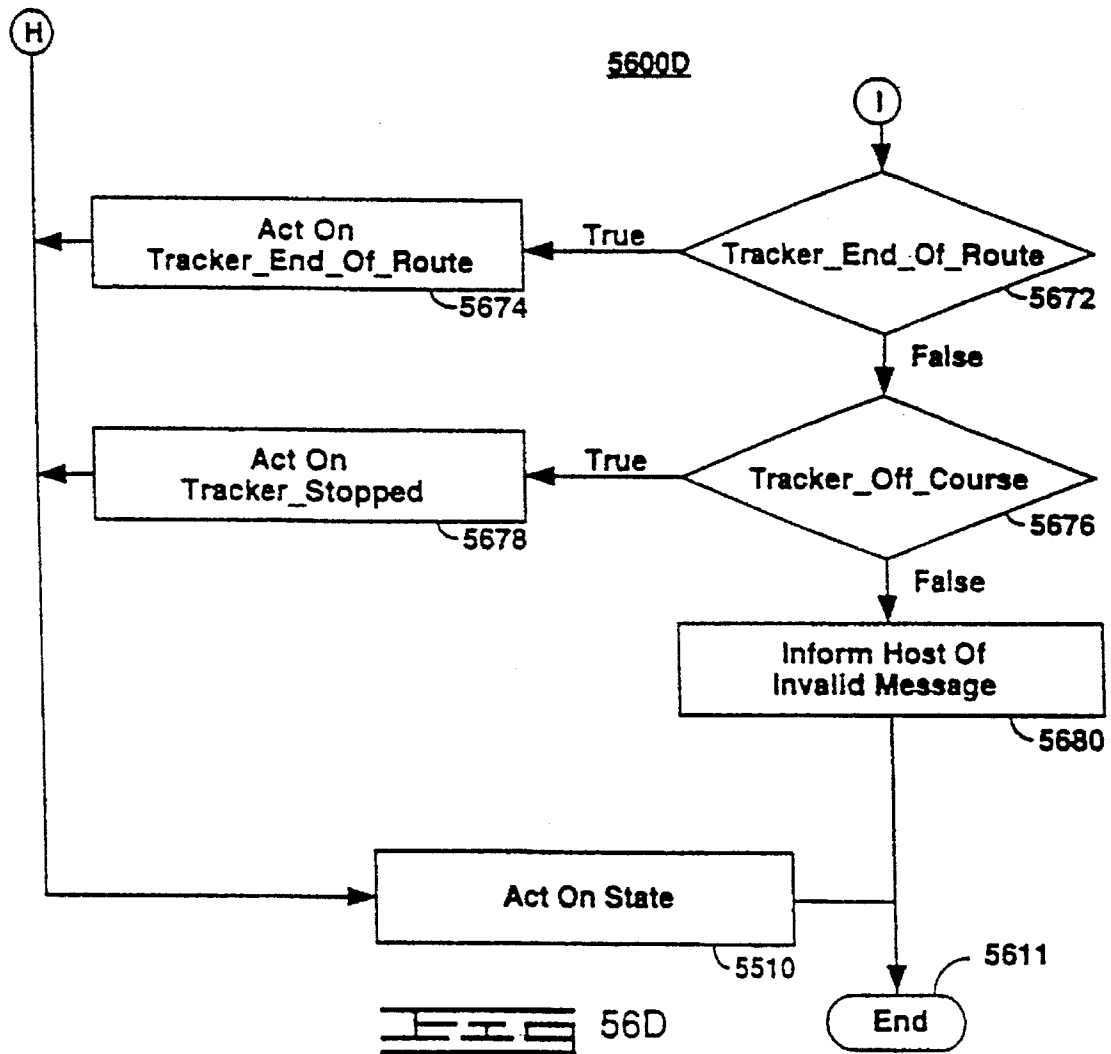 H
5600D
I
Act On
Tracker_End_Of_Route
5674
True
Tracker_End_Of_Route
5672
False
Act On
Tracker_Stopped
5678
True
Tracker_Off_Course
5676
False
Inform Host Of
Invalid Message
5680
Act On State
5510
5611
End
56D